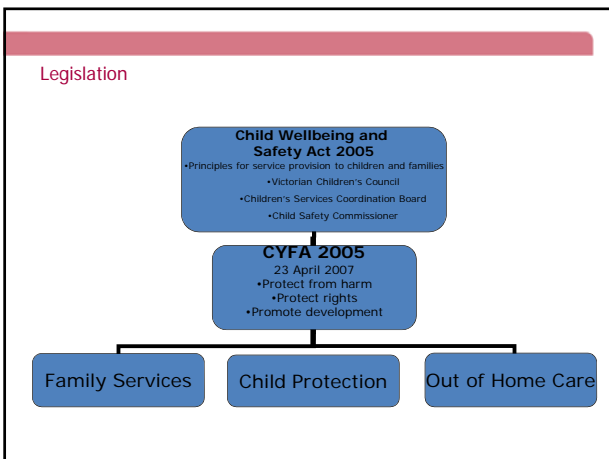 Legislation
Child Wellbeing and
Safety Act 2005
•Principles for service provision to children and families
•Victorian Children's Council
•Children's Services Coordination Board
•Child Safety Commissioner
CYFA 2005
23 April 2007
•Protect from harm
•Protect rights
•Promote development
Family Services
Child Protection
Out of Home Care